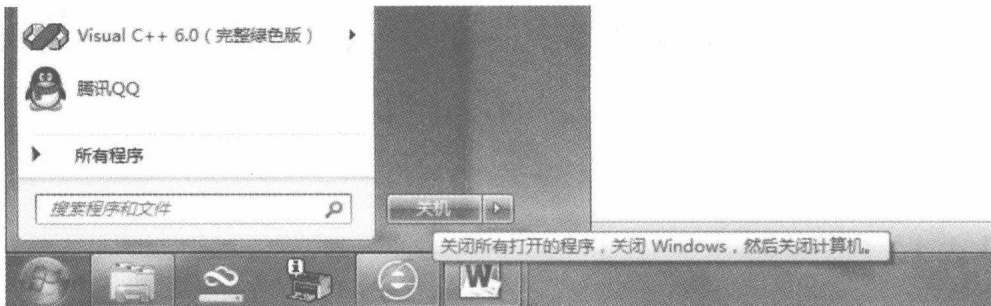 Visual C++ 6.0（完整绿色版）
腾讯QQ
所有程序
搜索程序和文件
关机
关闭所有打开的程序，关闭 Windows，然后关闭计算机。
W